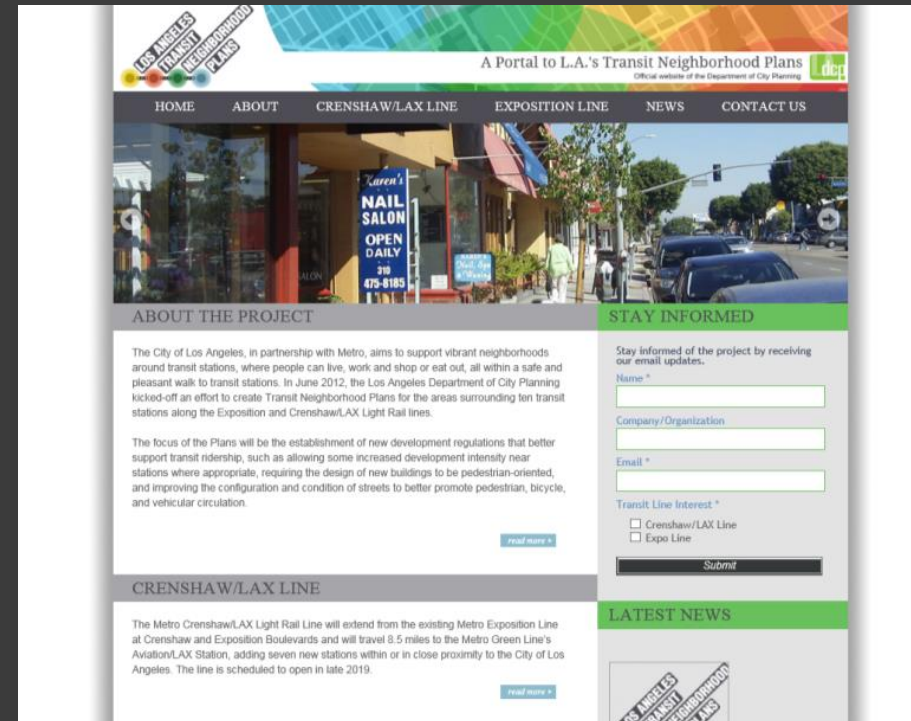 LOS ANGELES
TRANSIT
NEIGHBORHOOD
PLANS
A Portal to L.A.'s Transit Neighborhood Plans
Official website of the Department of City Planning
dcp
HOME ABOUT CRENSHAW/LAX LINE EXPOSITION LINE NEWS CONTACT US
Karen's
NAIL
SALON
OPEN
DAILY
310
475-8185
SALON
Nail, Spa
& Waxing
ABOUT THE PROJECT
The City of Los Angeles, in partnership with Metro, aims to support vibrant neighborhoods
around transit stations, where people can live, work and shop or eat out, all within a safe and
pleasant walk to transit stations. In June 2012, the Los Angeles Department of City Planning
kicked-off an effort to create Transit Neighborhood Plans for the areas surrounding ten transit
stations along the Exposition and Crenshaw/LAX Light Rail lines.
The focus of the Plans will be the establishment of new development regulations that better
support transit ridership, such as allowing some increased development intensity near
stations where appropriate, requiring the design of new buildings to be pedestrian-oriented,
and improving the configuration and condition of streets to better promote pedestrian, bicycle,
and vehicular circulation.
read more
CRENSHAW/LAX LINE
The Metro Crenshaw/LAX Light Rail Line will extend from the existing Metro Exposition Line
at Crenshaw and Exposition Boulevards and will travel 8.5 miles to the Metro Green Line's
Aviation/LAX Station, adding seven new stations within or in close proximity to the City of Los
Angeles. The line is scheduled to open in late 2019.
read more
STAY INFORMED
Stay informed of the project by receiving
our email updates.
Name *
Company/Organization
Email *
Transit Line Interest *
Crenshaw/LAX Line
Expo Line
Submit
LATEST NEWS
LOS ANGELES
TRANSIT
NEIGHBORHOOD
PLANS